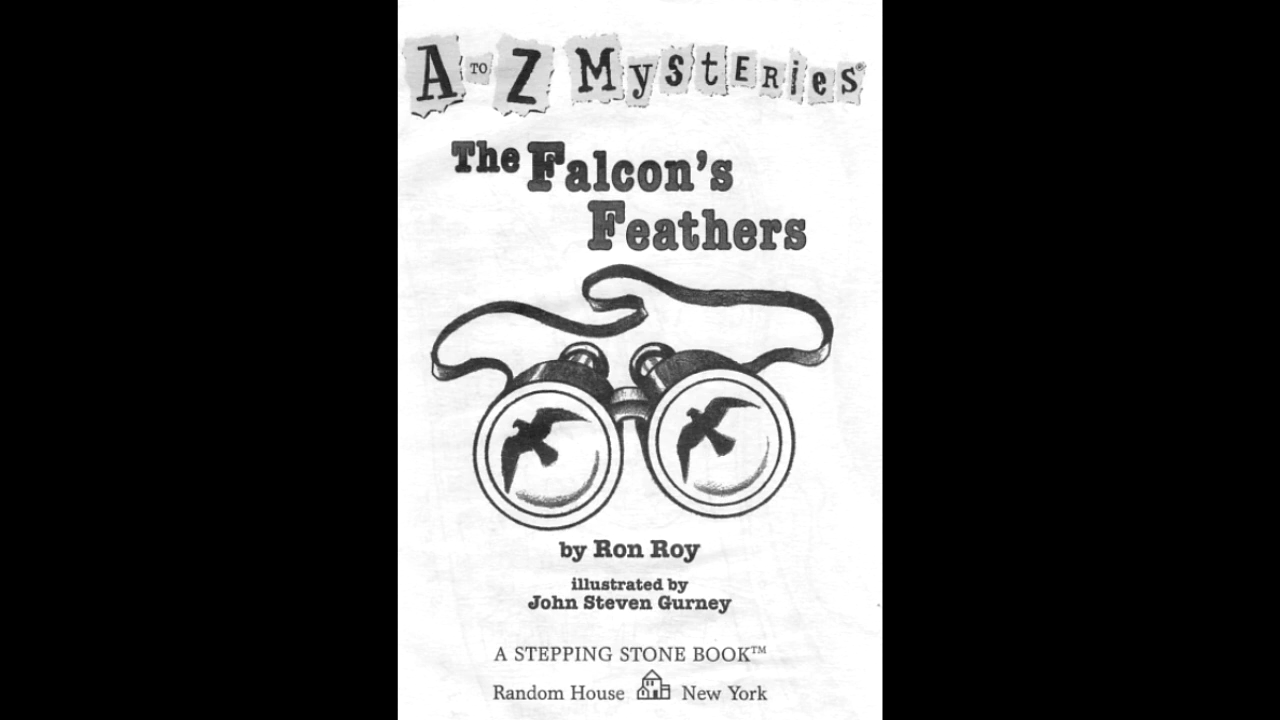 A TO Z MYSTERiES®
The Falcon's
Feathers
by Ron Roy
illustrated by
John Steven Gurney
A STEPPING STONE BOOK™
Random House New York